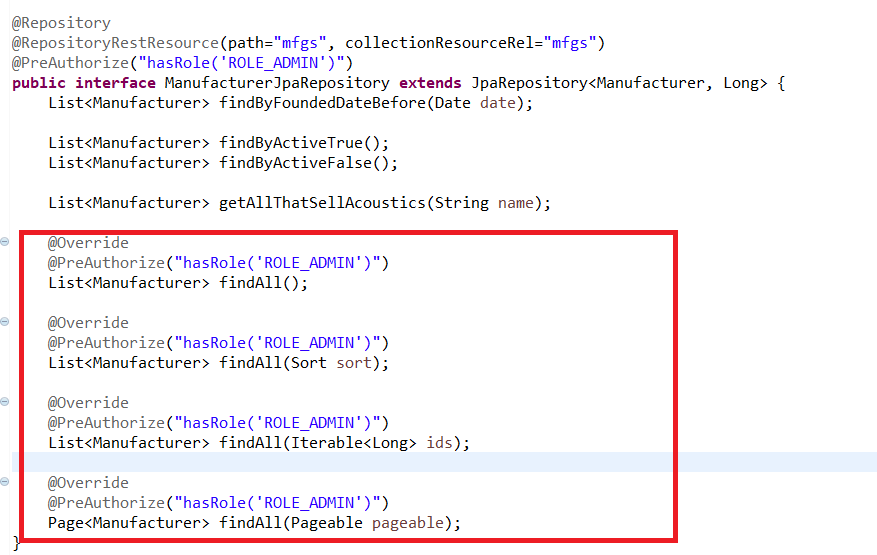 @Repository
@RepositoryRestResource(path="mfgs", collectionResourceRel="mfgs")
@PreAuthorize("hasRole('ROLE_ADMIN')")
public interface ManufacturerJpaRepository extends JpaRepository<Manufacturer, Long> {
List<Manufacturer> findByFoundedDateBefore(Date date);
List<Manufacturer> findByActiveTrue();
List<Manufacturer> findByActiveFalse();
List<Manufacturer> getAllThatSellAcoustics(String name);
@Override
@PreAuthorize("hasRole('ROLE_ADMIN')")
List<Manufacturer> findAll();
@Override
@PreAuthorize("hasRole('ROLE_ADMIN')")
List<Manufacturer> findAll(Sort sort);
@Override
@PreAuthorize("hasRole('ROLE_ADMIN')")
List<Manufacturer> findAll(Iterable<Long> ids);
@Override
@PreAuthorize("hasRole('ROLE_ADMIN')")
Page<Manufacturer> findAll(Pageable pageable);
}